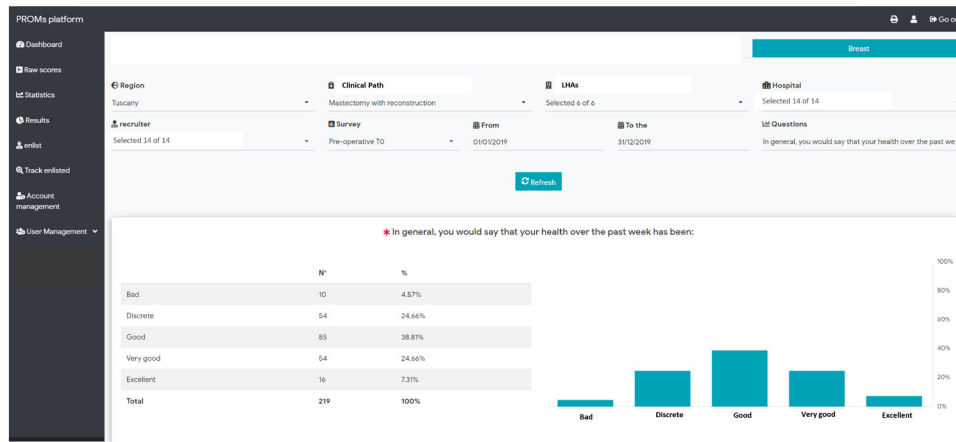 PROMs platform
Go o
Dashboard
Raw scores
Statistics
Results
enlist
Track enlisted
Account
management
User Management
Breast
Region
Clinical Path
LHAs
Hospital
Tuscany
Mastectomy with reconstruction
Selected 6 of 6
Selected 14 of 14
recruiter
Survey
From
To the
Questions
Selected 14 of 14
Pre-operative T0
01/01/2019
31/12/2019
In general, you would say that your health over the past we
Refresh
* In general, you would say that your health over the past week has been:
N° %
Bad 10 4.57%
Discrete 54 24.66%
Good 85 38.81%
Very good 54 24.66%
Excellent 16 7.31%
Total 219 100%
100%
80%
60%
40%
20%
0%
Bad Discrete Good Very good Excellent